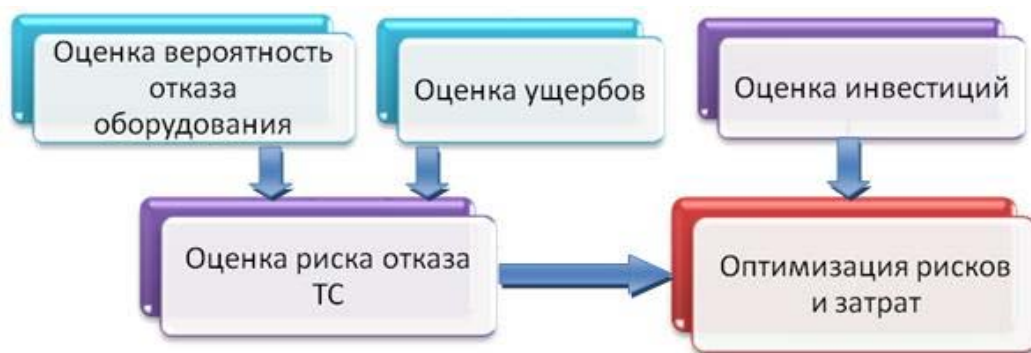 Оценка вероятность
отказа
оборудования
Оценка ущербов
Оценка инвестиций
Оценка риска отказа
ТС
Оптимизация рисков
и затрат